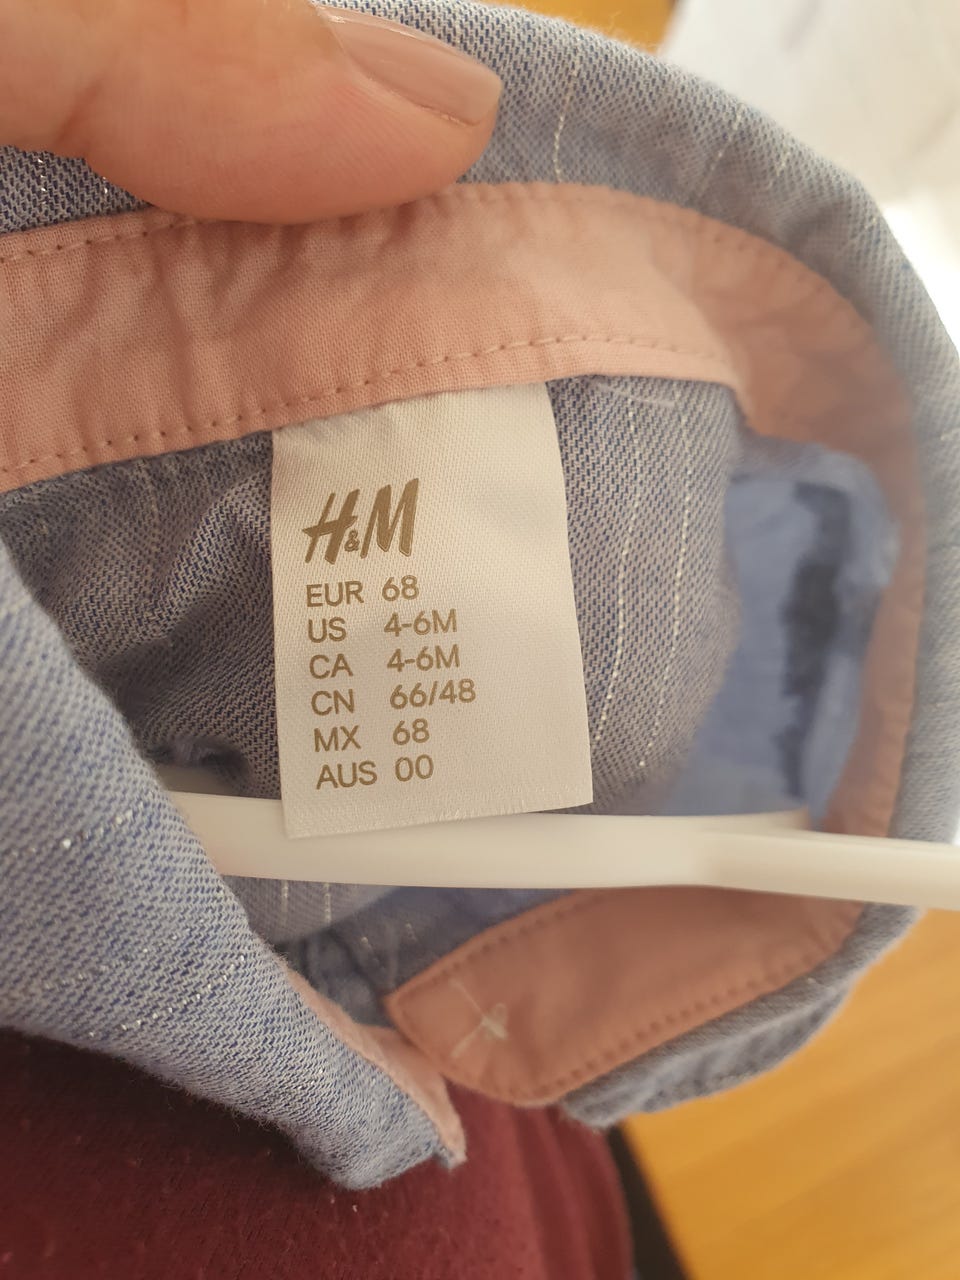 H&M
EUR 68
US 4-6M
CA 4-6M
CN 66/48
MX 68
AUS 00